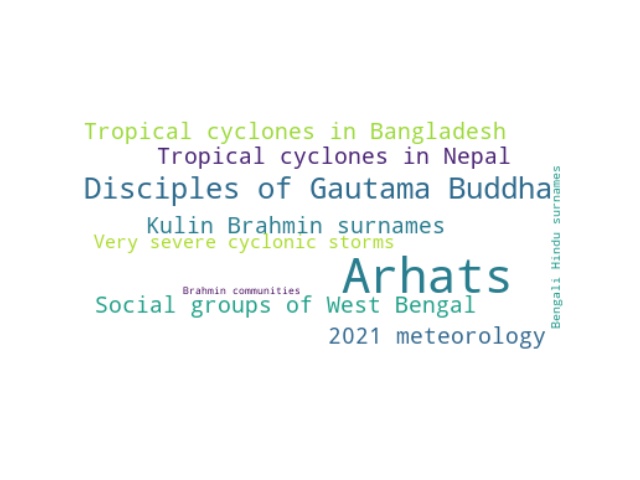 Tropical cyclones in Bangladesh
Tropical cyclones in Nepal
Disciples of Gautama Buddha
Bengali Hindu surnames
Kulin Brahmin surnames
Very severe cyclonic storms
Arhats
Brahmin communities
Social groups of West Bengal
2021 meteorology